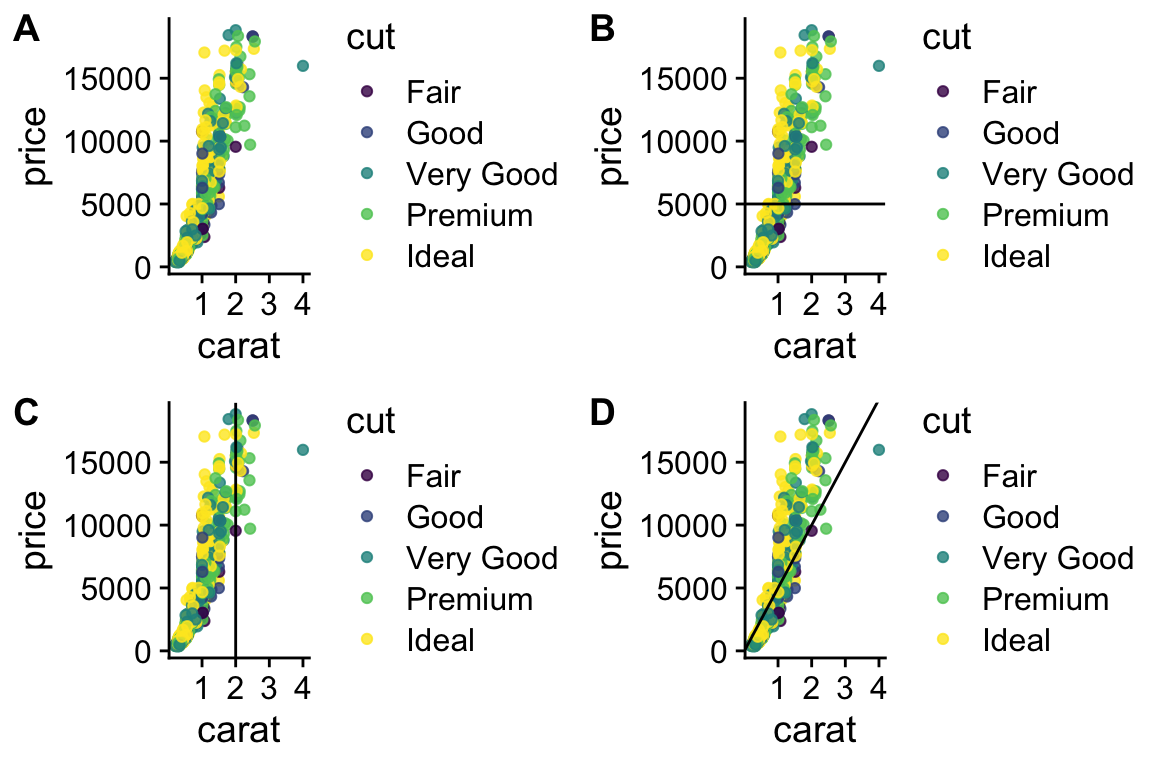 A
price
15000
10000
5000
0
1 2 3 4
carat
cut
Fair
Good
Very Good
Premium
Ideal
B
price
15000
10000
5000
0
1 2 3 4
carat
cut
Fair
Good
Very Good
Premium
Ideal
C
price
15000
10000
5000
0
1 2 3 4
carat
cut
Fair
Good
Very Good
Premium
Ideal
D
price
15000
10000
5000
0
1 2 3 4
carat
cut
Fair
Good
Very Good
Premium
Ideal